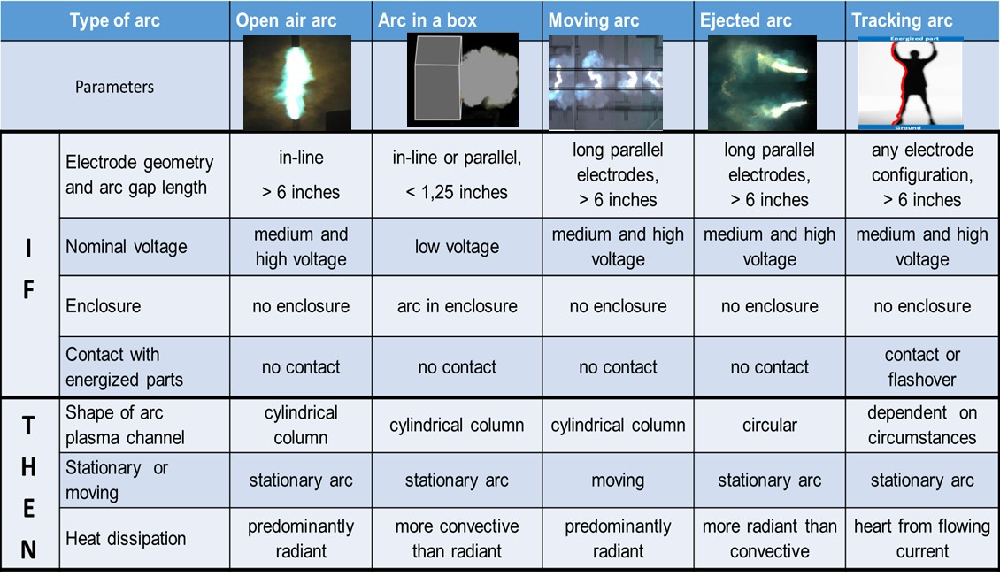 Type of arc Open air arc Arc in a box Moving arc Ejected arc Tracking arc
Parameters
Energized part
Ground
I
F
Electrode geometry
and arc gap length
in-line
> 6 inches
in-line or parallel,
< 1,25 inches
long parallel
electrodes,
> 6 inches
long parallel
electrodes,
> 6 inches
any electrode
configuration,
> 6 inches
Nominal voltage
medium and
high voltage
low voltage
medium and high
voltage
medium and high
voltage
medium and high
voltage
Enclosure
no enclosure
arc in enclosure
no enclosure
no enclosure
no enclosure
Contact with
energized parts
no contact
no contact
no contact
no contact
contact or
flashover
T
H
E
N
Shape of arc
plasma channel
cylindrical
column
cylindrical column
cylindrical column
circular
dependent on
circumstances
Stationary or
moving
stationary arc
stationary arc
moving
stationary arc
stationary arc
Heat dissipation
predominantly
radiant
more convective
than radiant
predominantly
radiant
more radiant than
convective
heart from flowing
current